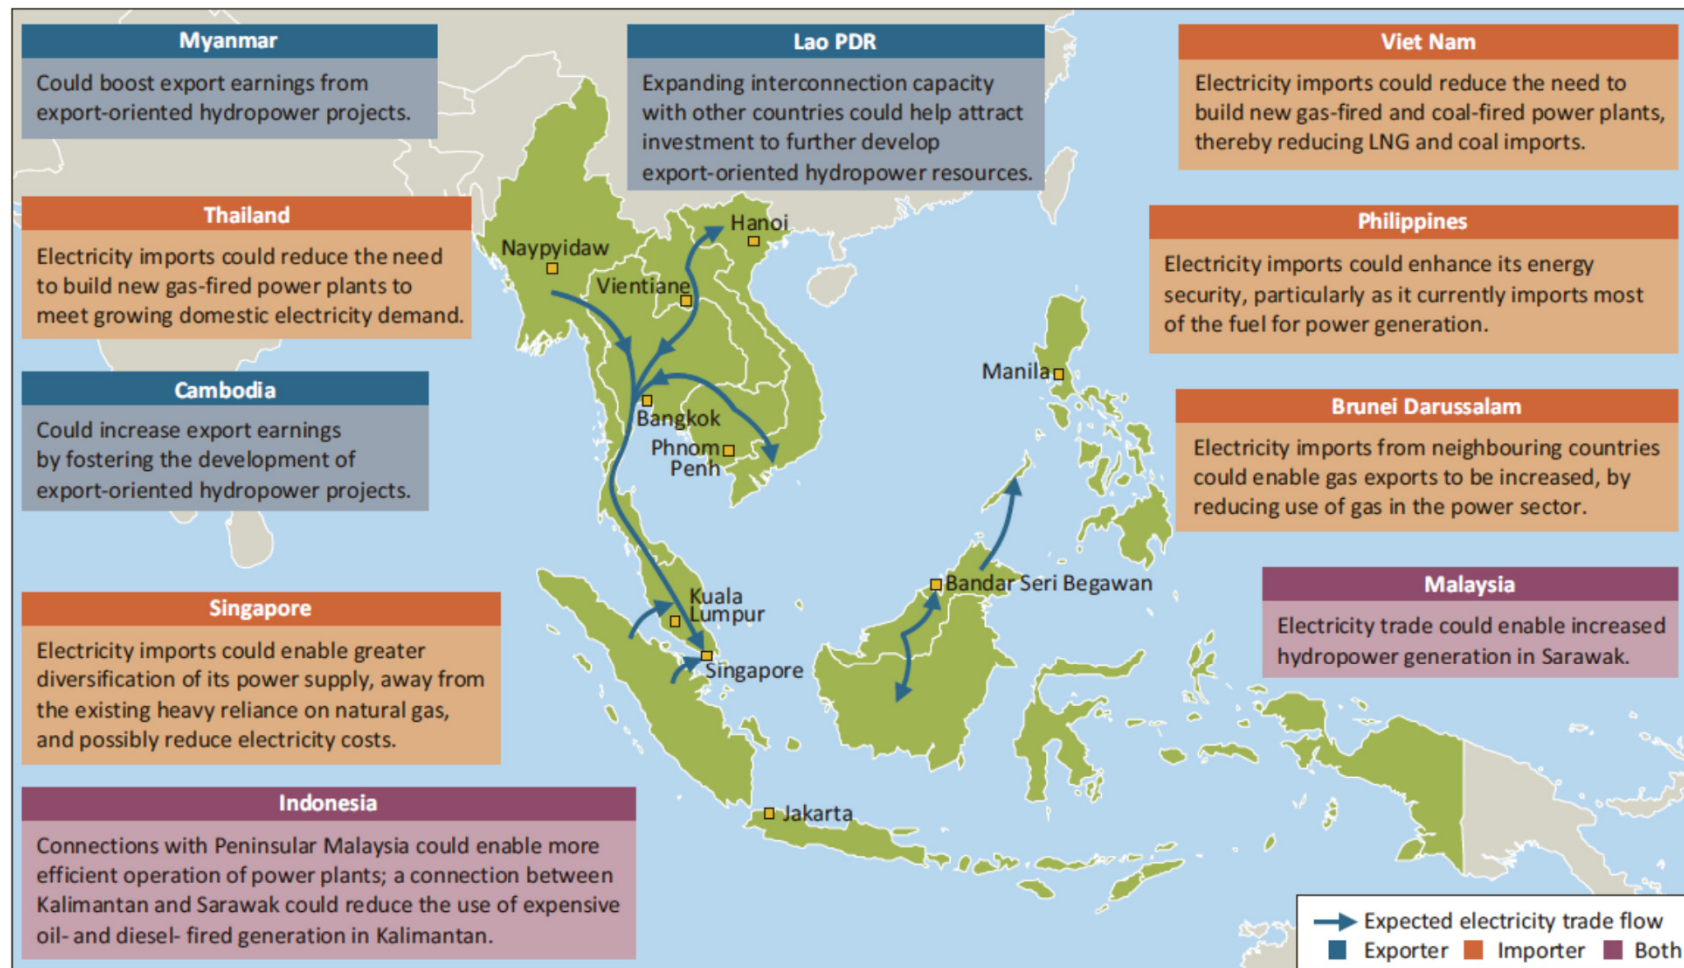 Myanmar
Could boost export earnings from
export-oriented hydropower projects.
Lao PDR
Expanding interconnection capacity
with other countries could help attract
investment to further develop
export-oriented hydropower resources.
Viet Nam
Electricity imports could reduce the need to
build new gas-fired and coal-fired power plants,
thereby reducing LNG and coal imports.
Thailand
Electricity imports could reduce the need
to build new gas-fired power plants to
meet growing domestic electricity demand.
Philippines
Electricity imports could enhance its energy
security, particularly as it currently imports most
of the fuel for power generation.
Cambodia
Could increase export earnings
by fostering the development of
export-oriented hydropower projects.
Brunei Darussalam
Electricity imports from neighbouring countries
could enable gas exports to be increased, by
reducing use of gas in the power sector.
Singapore
Electricity imports could enable greater
diversification of its power supply, away from
the existing heavy reliance on natural gas,
and possibly reduce electricity costs.
Malaysia
Electricity trade could enable increased
hydropower generation in Sarawak.
Indonesia
Connections with Peninsular Malaysia could enable more
efficient operation of power plants; a connection between
Kalimantan and Sarawak could reduce the use of expensive
oil- and diesel- fired generation in Kalimantan.
Hanoi
Naypyidaw
Vientiane
Manila
Bangkok
Phnom
Penh
Bandar Seri Begawan
Kuala
Lumpur
Singapore
Jakarta
Expected electricity trade flow
Exporter
Importer
Both